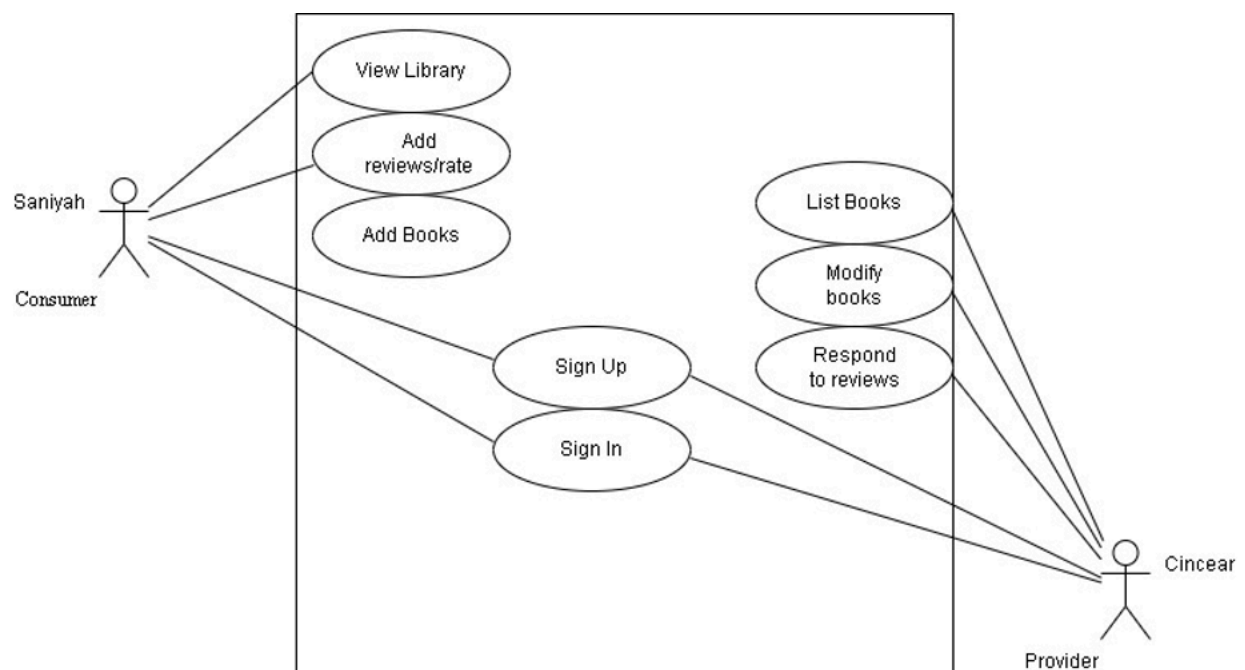 View Library
Add
reviews/rate
Add Books
Saniyah
Consumer
List Books
Modify
books
Respond
to reviews
Sign Up
Sign In
Cincear
Provider